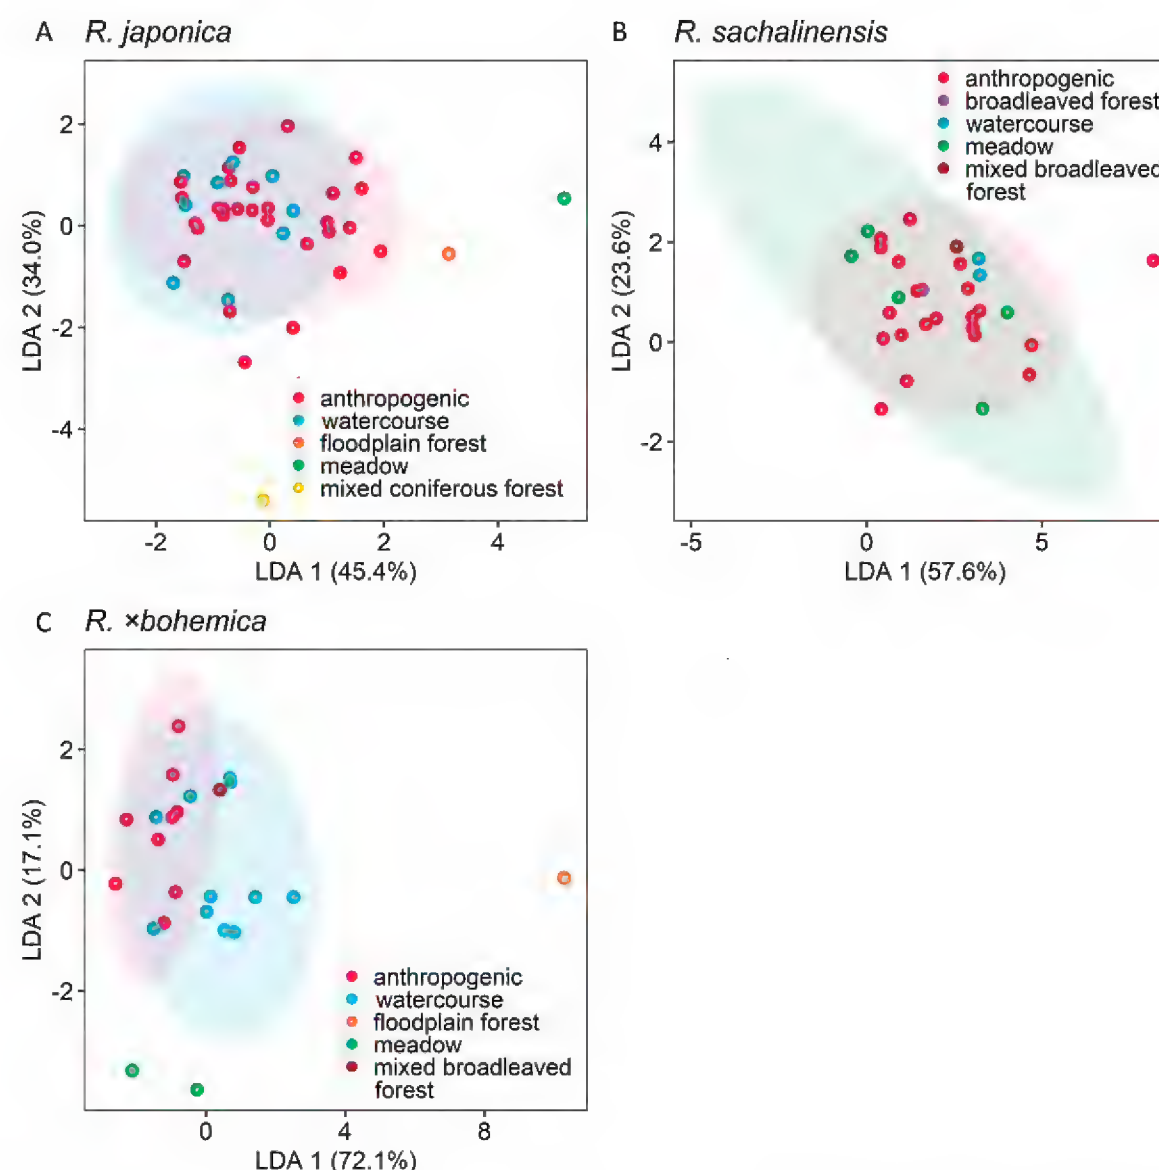 A R. japonica
2
0
-2
-4
LDA 2 (34.0%)
anthropogenic
watercourse
floodplain forest
meadow
mixed coniferous forest
-2 0 2 4
LDA 1 (45.4%)
B R. sachalinensis
anthropogenic
broadleaved forest
watercourse
meadow
mixed broadleaved
forest
4
2
0
-2
LDA 2 (23.6%)
-5 0 5
LDA 1 (57.6%)
C R. ×bohemica
2
0
-2
LDA 2 (17.1%)
anthropogenic
watercourse
floodplain forest
meadow
mixed broadleaved
forest
0 4 8
LDA 1 (72.1%)